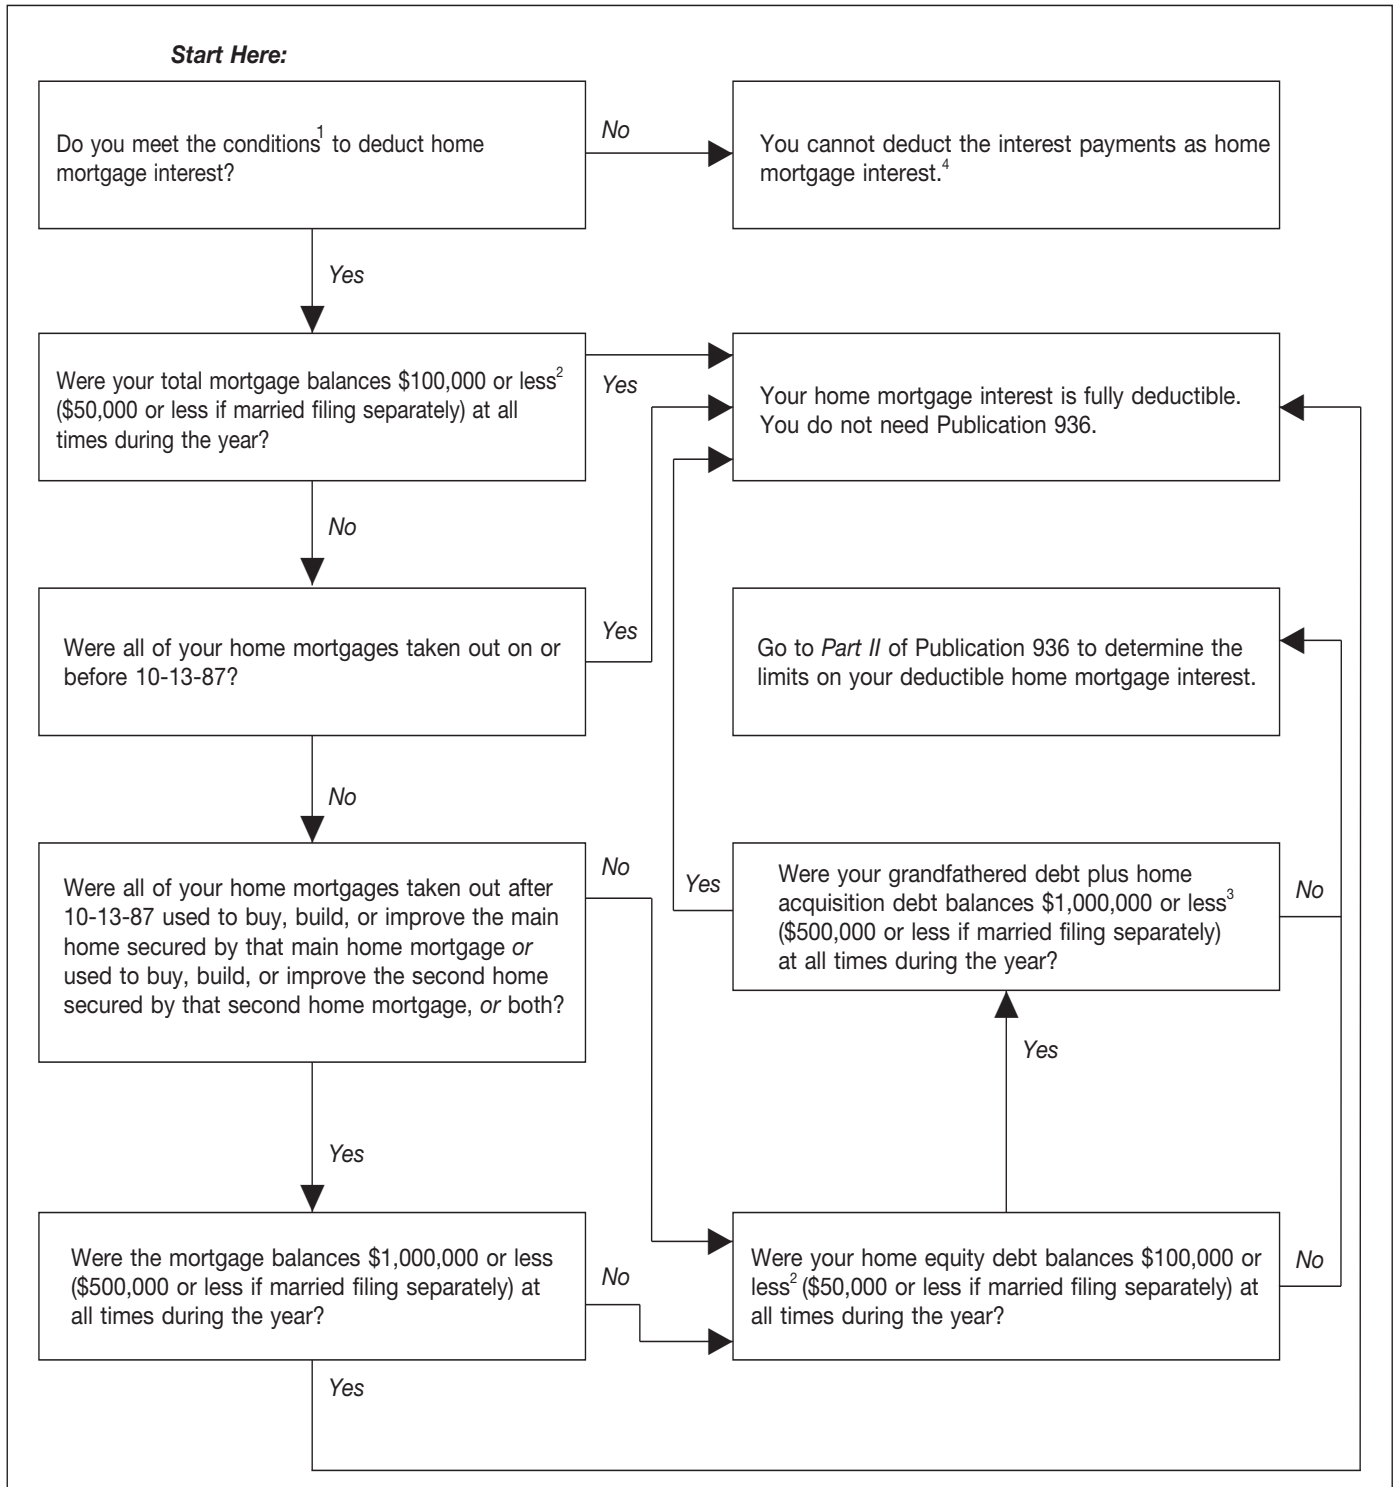 Start Here:
Do you meet the conditions1 to deduct home
mortgage interest?
No
You cannot deduct the interest payments as home
mortgage interest.4
Yes
Were your total mortgage balances $100,000 or less2
($50,000 or less if married filing separately) at all
times during the year?
Yes
Your home mortgage interest is fully deductible.
You do not need Publication 936.
No
Were all of your home mortgages taken out on or
before 10-13-87?
Yes
Go to Part II of Publication 936 to determine the
limits on your deductible home mortgage interest.
No
Were all of your home mortgages taken out after
10-13-87 used to buy, build, or improve the main
home secured by that main home mortgage or
used to buy, build, or improve the second home
secured by that second home mortgage, or both?
No
Yes
Were your grandfathered debt plus home
acquisition debt balances $1,000,000 or less3
($500,000 or less if married filing separately)
at all times during the year?
No
Yes
Yes
Were the mortgage balances $1,000,000 or less
($500,000 or less if married filing separately) at
all times during the year?
No
Were your home equity debt balances $100,000 or
less2 ($50,000 or less if married filing separately) at
all times during the year?
No
Yes